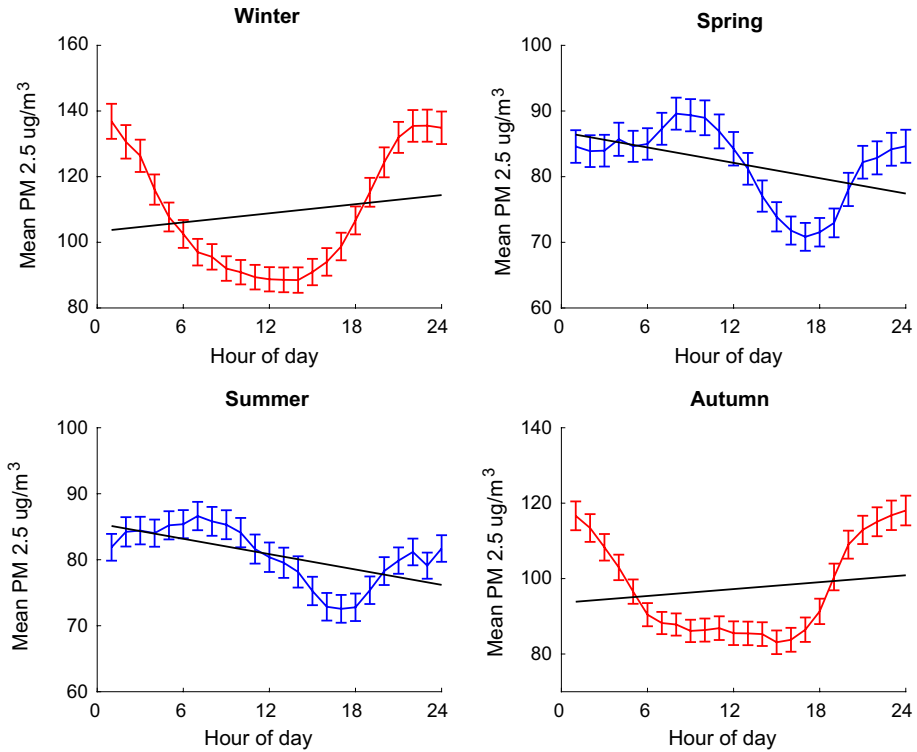 Winter
Mean PM 2.5 ug/m³
160
140
120
100
80
0 6 12 18 24
Hour of day
Spring
Mean PM 2.5 ug/m³
100
90
80
70
60
0 6 12 18 24
Hour of day
Summer
Mean PM 2.5 ug/m³
100
90
80
70
60
0 6 12 18 24
Hour of day
Autumn
Mean PM 2.5 ug/m³
140
120
100
80
0 6 12 18 24
Hour of day